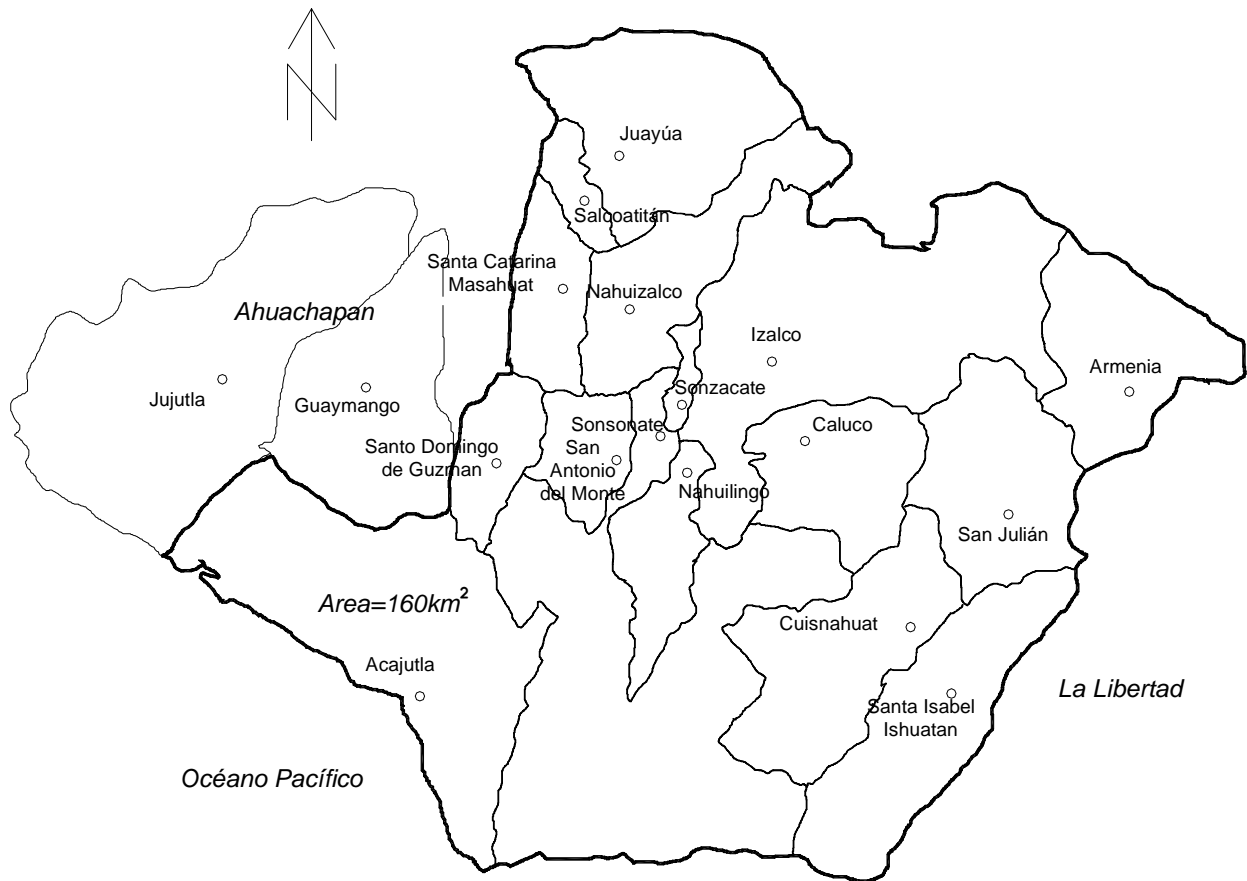 N
Juayúa
Salcoatitán
Santa Catarina
Masahuat
Nahuizalco
Ahuachapan
Izalco
Armenia
Jujutla
Guaymango
Sonzacate
Caluco
Sonsonate
Santo Domingo
de Guzman
San
Antonio
del Monte
Nahuilingo
San Julián
Area=160km²
Cuisnahuat
Acajutla
La Libertad
Santa Isabel
Ishuatan
Océano Pacífico